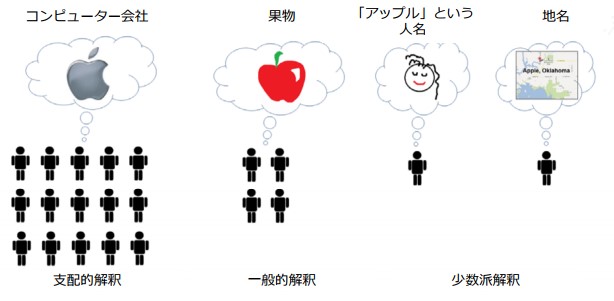 コンピューター会社
果物
「アップル」という
人名
地名
Apple, Oklahoma
支配的解釈
一般的解釈
少数派解釈